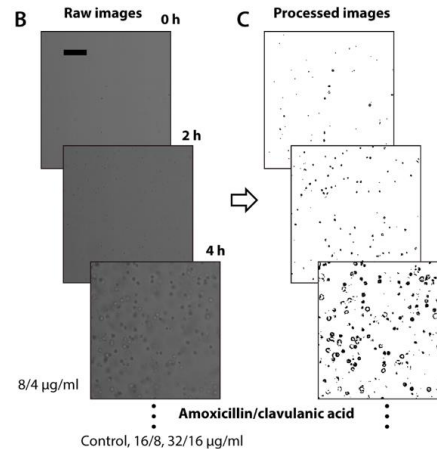 B Raw images
C Processed images
0 h
2 h
4 h
8/4 µg/ml
Amoxicillin/clavulanic acid
Control, 16/8, 32/16 µg/ml